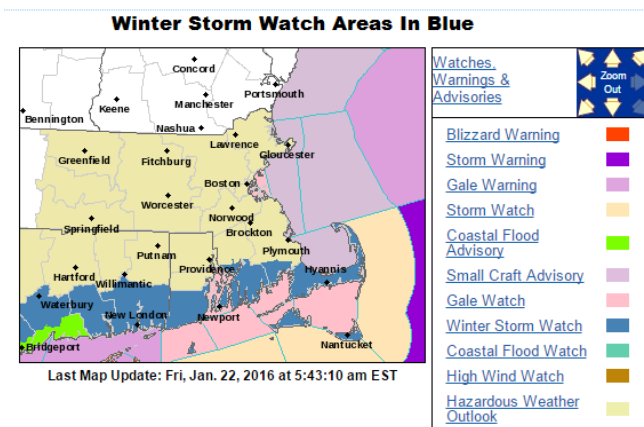 Winter Storm Watch Areas In Blue
Concord
Portsmouth
Keene
Manchester
Bennington
Nashua
Lawrence
Gloucester
Greenfield
Fitchburg
Boston
Worcester
Norwood
Springfield
Brockton
Plymouth
Putnam
Providence
Hartford
Willimantic
Hyannis
Waterbury
New London
Newport
Bridgeport
Nantucket
Last Map Update: Fri, Jan. 22, 2016 at 5:43:10 am EST
Watches,
Warnings &
Advisories
Zoom
Out
Blizzard Warning
Storm Warning
Gale Warning
Storm Watch
Coastal Flood
Advisory
Small Craft Advisory
Gale Watch
Winter Storm Watch
Coastal Flood Watch
High Wind Watch
Hazardous Weather
Outlook